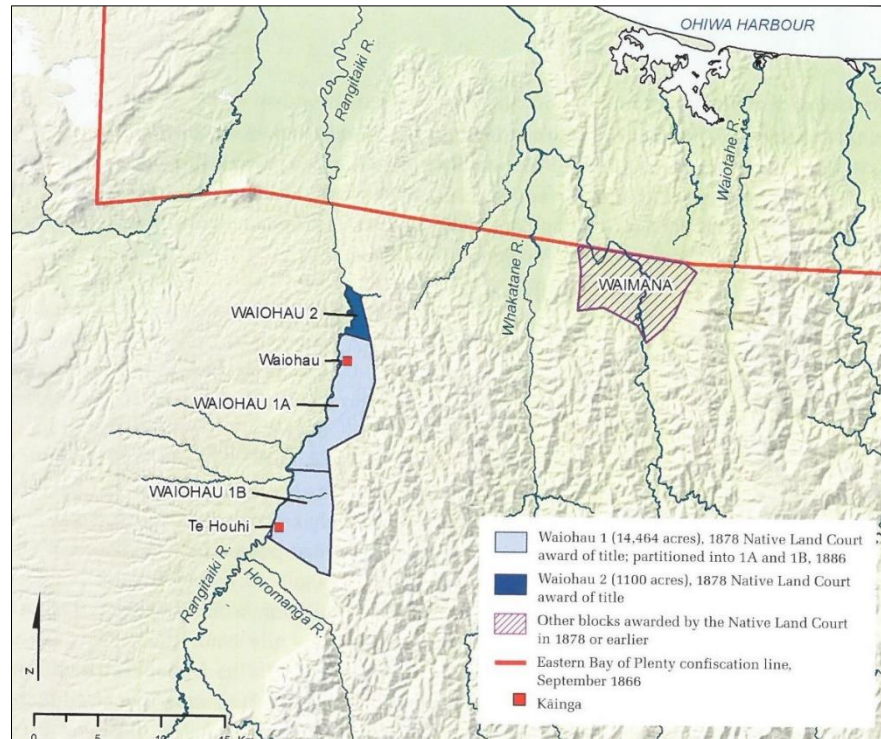 OHIWA HARBOUR
Rangitaiki R.
Waiotahe R.
Whakatane R.
WAIMANA
WAIOHAU 2
Waiohau
WAIOHAU 1A
WAIOHAU 1B
Te Houhi
Rangitaiki R.
Horomanga R.
Waiohau 1 (14,464 acres), 1878 Native Land Court
award of title; partitioned into 1A and 1B, 1886
Waiohau 2 (1100 acres), 1878 Native Land Court
award of title
Other blocks awarded by the Native Land Court
in 1878 or earlier
Eastern Bay of Plenty confiscation line,
September 1866
Kāinga
N
0 5 10 15